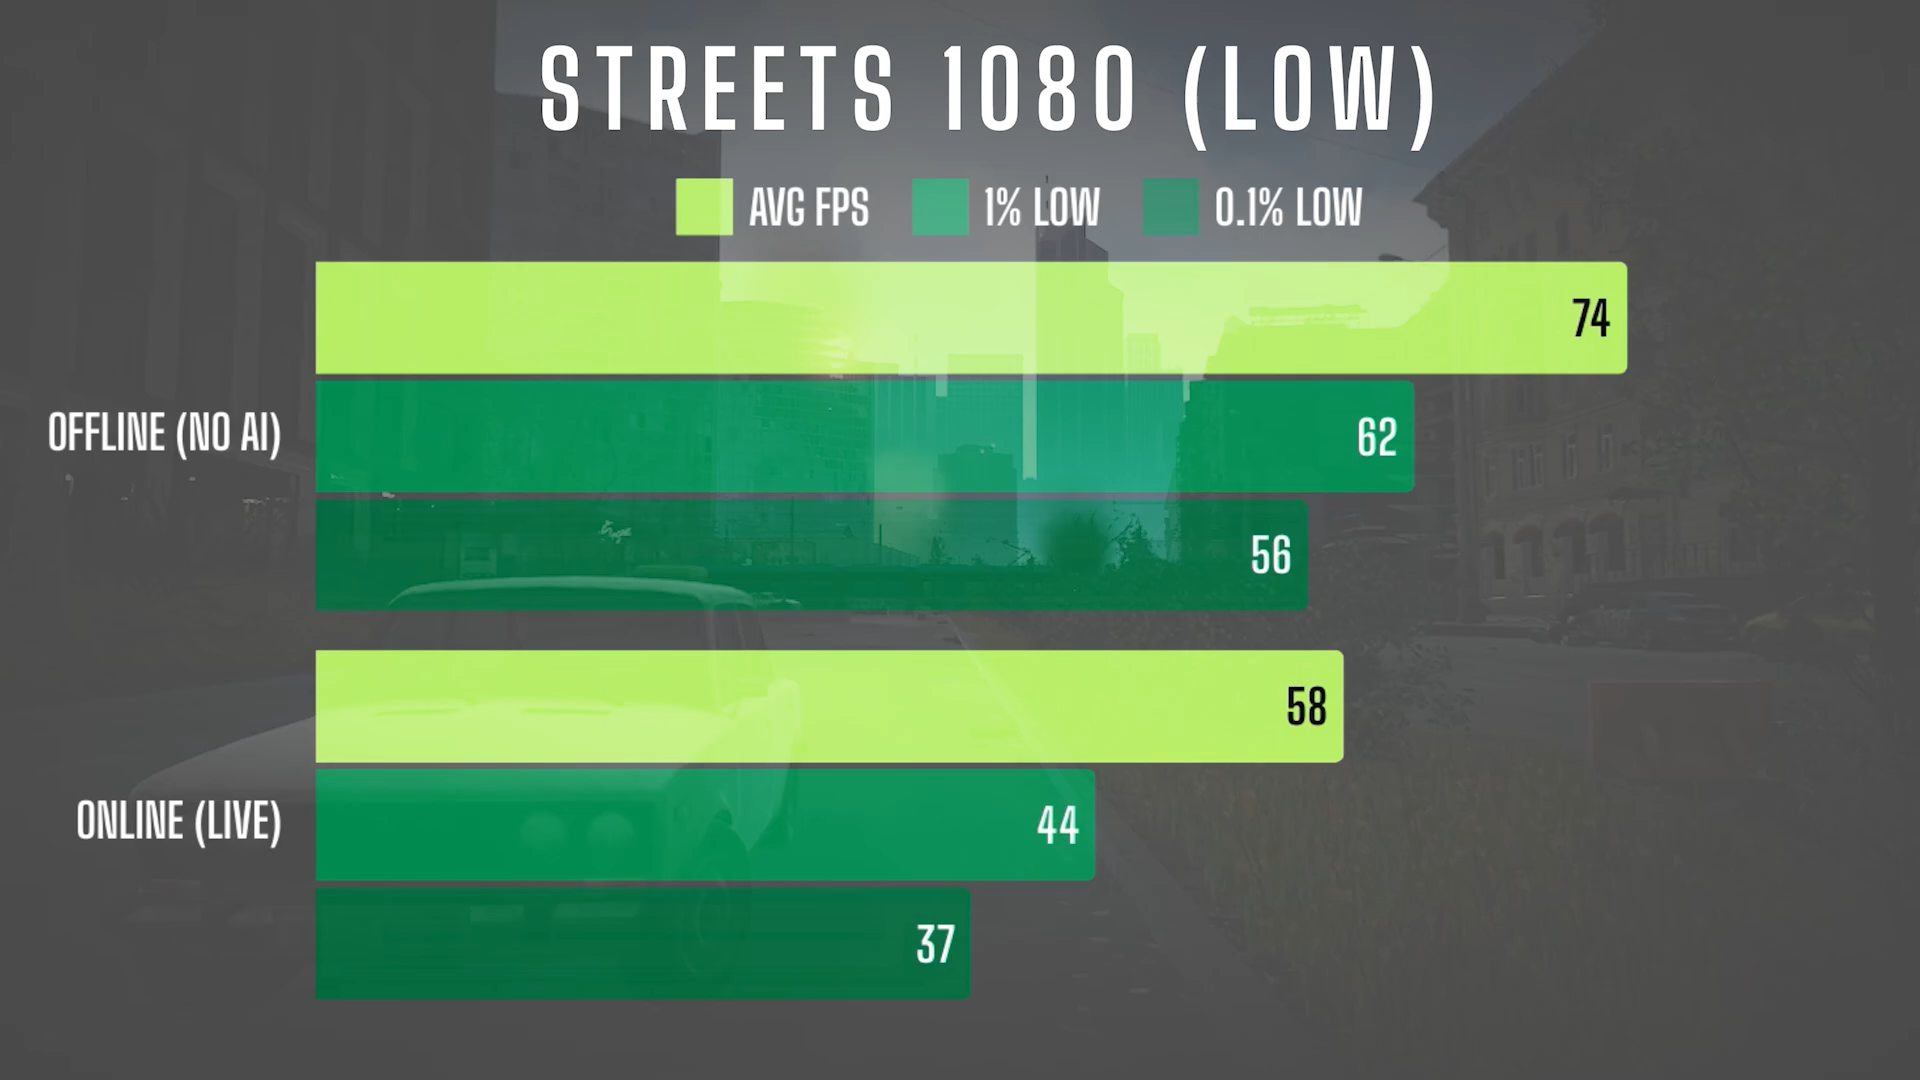 STREETS 1080 (LOW)
AVG FPS 1% LOW 0.1% LOW
74
OFFLINE (NO AI)
62
56
58
ONLINE (LIVE)
44
37